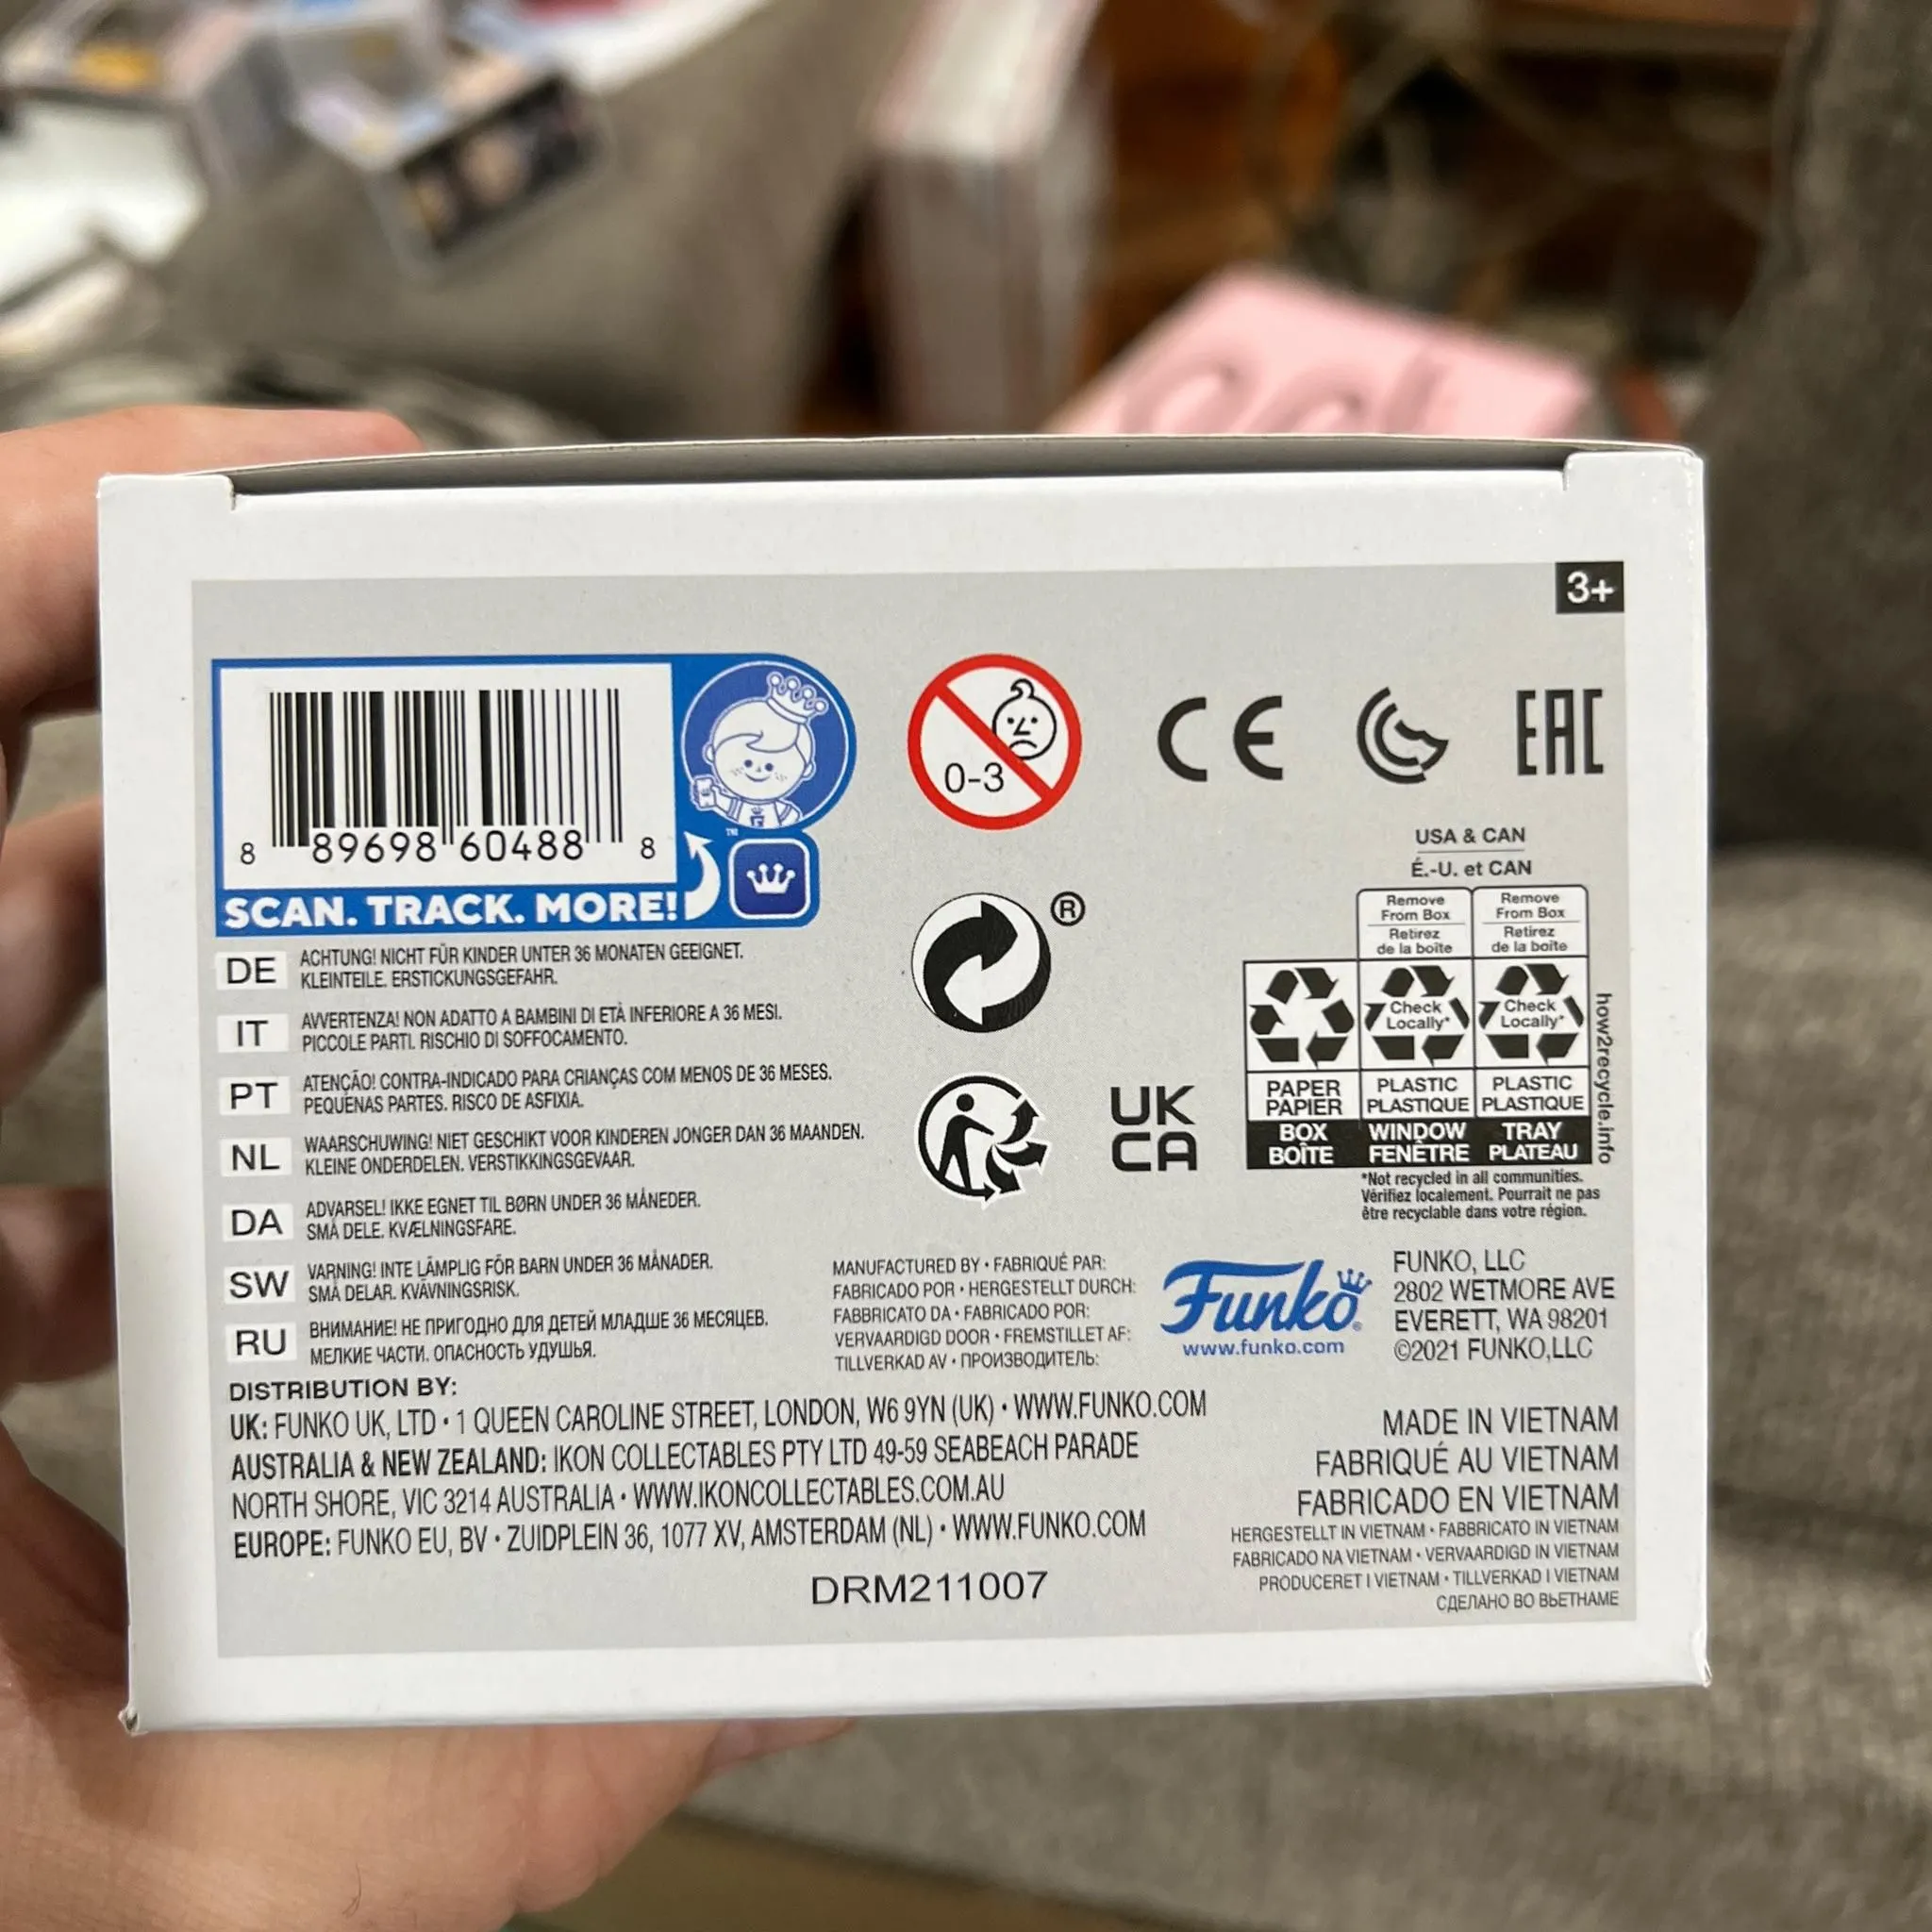 3+
8 89698 60488 8
SCAN. TRACK. MORE!
TM
0-3
CE
EAC
USA & CAN
É.-U. et CAN
Remove
From Box
Retirez
de la boîte
Remove
From Box
Retirez
de la boîte
Check
Locally*
Check
Locally*
PAPER
PAPIER
PLASTIC
PLASTIQUE
PLASTIC
PLASTIQUE
BOX
BOÎTE
WINDOW
FENÊTRE
TRAY
PLATEAU
how2recycle.info
*Not recycled in all communities.
Vérifiez localement. Pourrait ne pas
être recyclable dans votre région.
®
UK
CA
DE ACHTUNG! NICHT FÜR KINDER UNTER 36 MONATEN GEEIGNET.
KLEINTEILE. ERSTICKUNGSGEFAHR.
IT AVVERTENZA! NON ADATTO A BAMBINI DI ETÀ INFERIORE A 36 MESI.
PICCOLE PARTI. RISCHIO DI SOFFOCAMENTO.
PT ATENÇÃO! CONTRA-INDICADO PARA CRIANÇAS COM MENOS DE 36 MESES.
PEQUENAS PARTES. RISCO DE ASFIXIA.
NL WAARSCHUWING! NIET GESCHIKT VOOR KINDEREN JONGER DAN 36 MAANDEN.
KLEINE ONDERDELEN. VERSTIKKINGSGEVAAR.
DA ADVARSEL! IKKE EGNET TIL BØRN UNDER 36 MÅNEDER.
SMÅ DELE. KVÆLNINGSFARE.
SW VARNING! INTE LÄMPLIG FÖR BARN UNDER 36 MÅNADER.
SMÅ DELAR. KVÄVNINGSRISK.
RU ВНИМАНИЕ! НЕ ПРИГОДНО ДЛЯ ДЕТЕЙ МЛАДШЕ 36 МЕСЯЦЕВ.
МЕЛКИЕ ЧАСТИ. ОПАСНОСТЬ УДУШЬЯ.
MANUFACTURED BY • FABRIQUÉ PAR:
FABRICADO POR • HERGESTELLT DURCH:
FABBRICATO DA • FABRICADO POR:
VERVAARDIGD DOOR • FREMSTILLET AF:
TILLVERKAD AV • ПРОИЗВОДИТЕЛЬ:
Funko®
www.funko.com
FUNKO, LLC
2802 WETMORE AVE
EVERETT, WA 98201
©2021 FUNKO,LLC
DISTRIBUTION BY:
UK: FUNKO UK, LTD • 1 QUEEN CAROLINE STREET, LONDON, W6 9YN (UK) • WWW.FUNKO.COM
AUSTRALIA & NEW ZEALAND: IKON COLLECTABLES PTY LTD 49-59 SEABEACH PARADE
NORTH SHORE, VIC 3214 AUSTRALIA • WWW.IKONCOLLECTABLES.COM.AU
EUROPE: FUNKO EU, BV • ZUIDPLEIN 36, 1077 XV, AMSTERDAM (NL) • WWW.FUNKO.COM
DRM211007
MADE IN VIETNAM
FABRIQUÉ AU VIETNAM
FABRICADO EN VIETNAM
HERGESTELLT IN VIETNAM • FABBRICATO IN VIETNAM
FABRICADO NA VIETNAM • VERVAARDIGD IN VIETNAM
PRODUCERET I VIETNAM • TILLVERKAD I VIETNAM
СДЕЛАНО ВО ВЬЕТНАМЕ